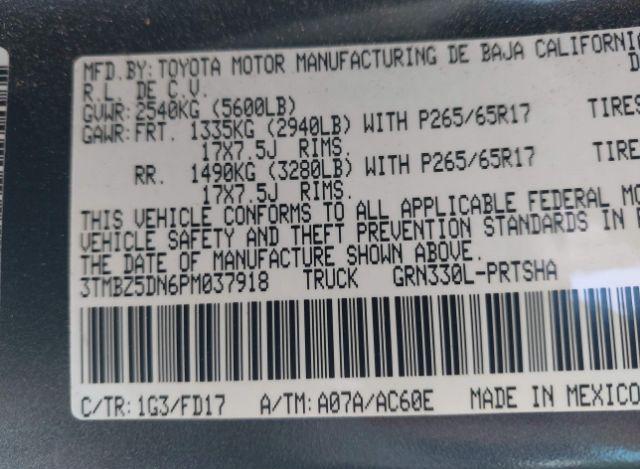 MFD.BY: TOYOTA MOTOR MANUFACTURING DE BAJA CALIFORNIA
R.L. DE C.V.
GVWR: 2540KG (5600LB)
GAWR: FRT. 1335KG (2940LB) WITH P265/65R17 TIRES
17X7.5J RIMS.
RR. 1490KG (3280LB) WITH P265/65R17 TIRE
17X7.5J RIMS.
THIS VEHICLE CONFORMS TO ALL APPLICABLE FEDERAL MO
VEHICLE SAFETY AND THEFT PREVENTION STANDARDS IN
THE DATE OF MANUFACTURE SHOWN ABOVE.
3TMBZ5DN6PM037918 TRUCK GRN330L-PRTSHA
C/TR: 1G3/FD17 A/TM: A07A/AC60E MADE IN MEXICO